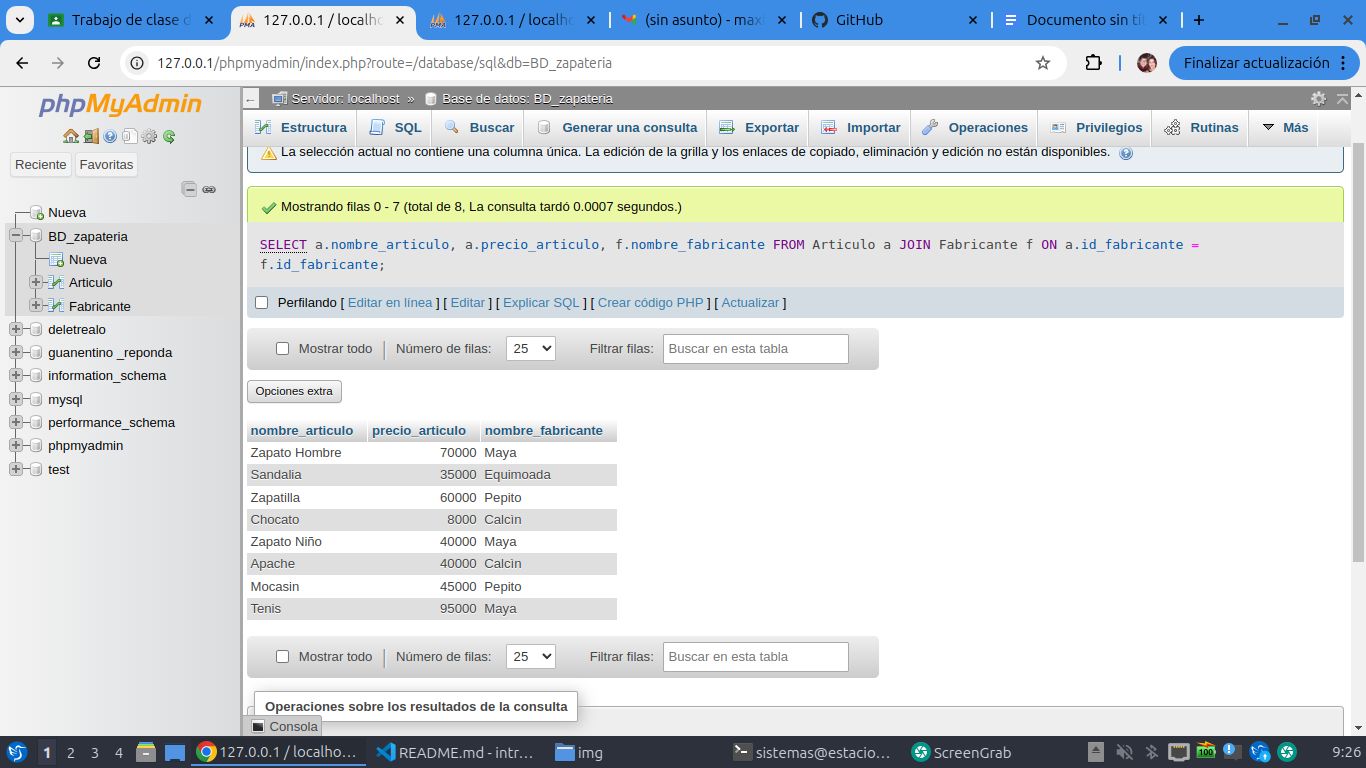 Trabajo de clase d
127.0.0.1 / localho
127.0.0.1 / localho
(sin asunto) - maxi
GitHub
Documento sin tí
127.0.0.1/phpmyadmin/index.php?route=/database/sql&db=BD_zapateria
Finalizar actualización
phpMyAdmin
Reciente Favoritas
Nueva
BD_zapateria
Nueva
Articulo
Fabricante
deletrealo
guanentino _reponda
information_schema
mysql
performance_schema
phpmyadmin
test
Servidor: localhost » Base de datos: BD_zapateria
Estructura SQL Buscar Generar una consulta Exportar Importar Operaciones Privilegios Rutinas Más
La selección actual no contiene una columna única. La edición de la grilla y los enlaces de copiado, eliminación y edición no están disponibles.
Mostrando filas 0 - 7 (total de 8, La consulta tardó 0.0007 segundos.)
SELECT a.nombre_articulo, a.precio_articulo, f.nombre_fabricante FROM Articulo a JOIN Fabricante f ON a.id_fabricante =
f.id_fabricante;
Perfilando [ Editar en línea ] [ Editar ] [ Explicar SQL ] [ Crear código PHP ] [ Actualizar ]
Mostrar todo Número de filas: 25 Filtrar filas: Buscar en esta tabla
Opciones extra
nombre_articulo precio_articulo nombre_fabricante
Zapato Hombre 70000 Maya
Sandalia 35000 Equimoada
Zapatilla 60000 Pepito
Chocato 8000 Calcìn
Zapato Niño 40000 Maya
Apache 40000 Calcìn
Mocasin 45000 Pepito
Tenis 95000 Maya
Mostrar todo Número de filas: 25 Filtrar filas: Buscar en esta tabla
Operaciones sobre los resultados de la consulta
Consola
1 2 3 4 127.0.0.1 / localho... README.md - intr... img sistemas@estacio... ScreenGrab 100 9:26